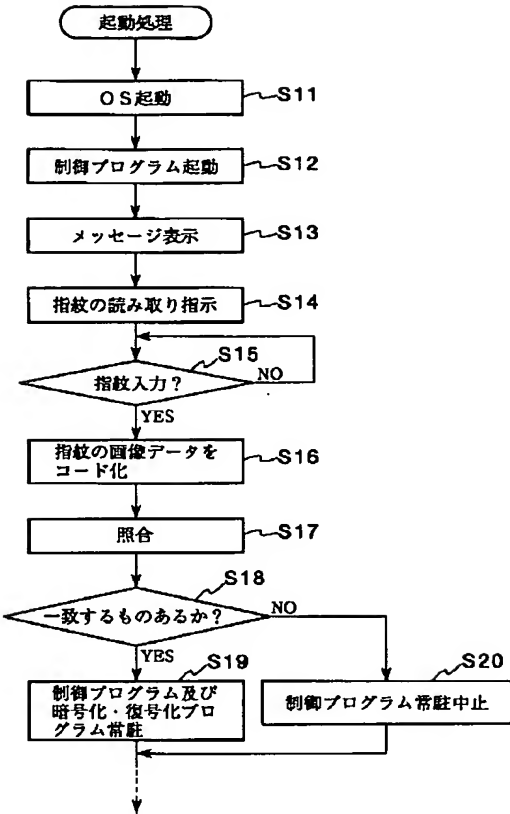 起動処理
OS起動
S11
制御プログラム起動
S12
メッセージ表示
S13
指紋の読み取り指示
S14
S15
指紋入力?
NO
YES
指紋の画像データを
コード化
S16
照合
S17
S18
一致するものあるか?
NO
YES
S19
制御プログラム及び
暗号化・復号化プロ
グラム常駐
S20
制御プログラム常駐中止